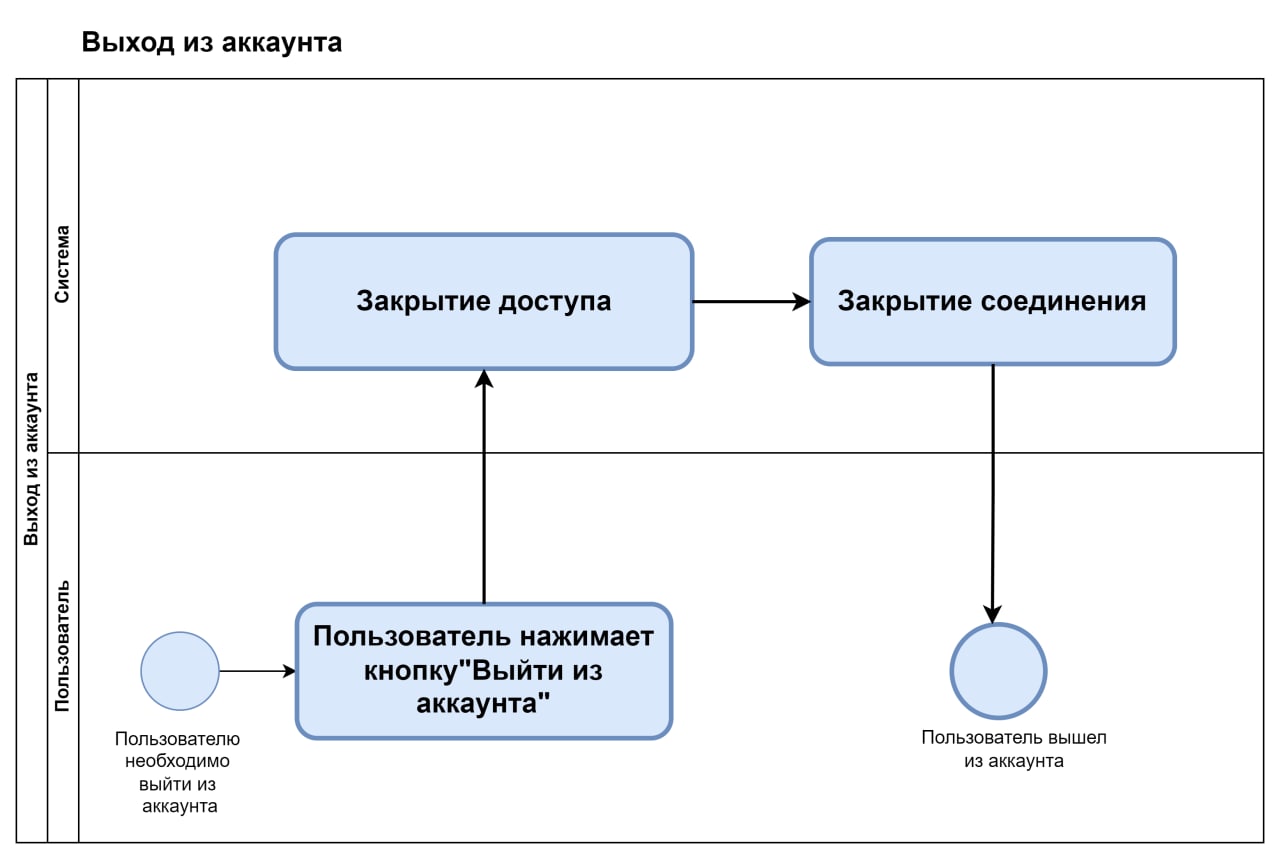 Выход из аккаунта
Выход из аккаунта
Система
Закрытие доступа
Закрытие соединения
Пользователь
Пользователю
необходимо
выйти из
аккаунта
Пользователь нажимает
кнопку"Выйти из
аккаунта"
Пользователь вышел
из аккаунта